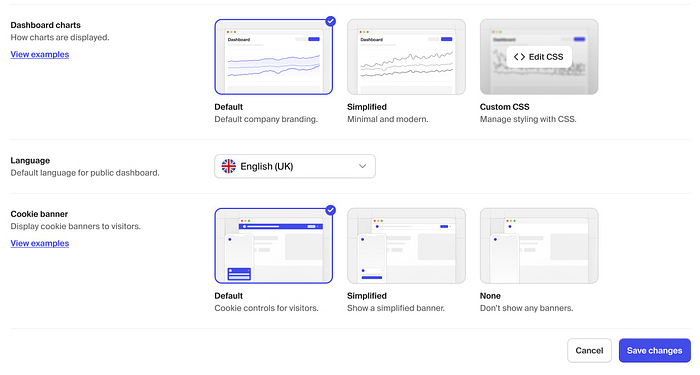 Dashboard charts
How charts are displayed.
View examples
Dashboard
Dashboard
Edit CSS
Default
Default company branding.
Simplified
Minimal and modern.
Custom CSS
Manage styling with CSS.
Language
Default language for public dashboard.
English (UK)
Cookie banner
Display cookie banners to visitors.
View examples
Default
Cookie controls for visitors.
Simplified
Show a simplified banner.
None
Don't show any banners.
Cancel
Save changes